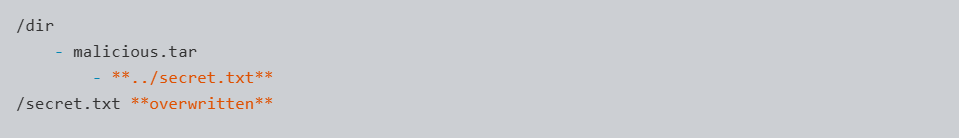 /dir
- malicious.tar
- **../secret.txt**
/secret.txt **overwritten**